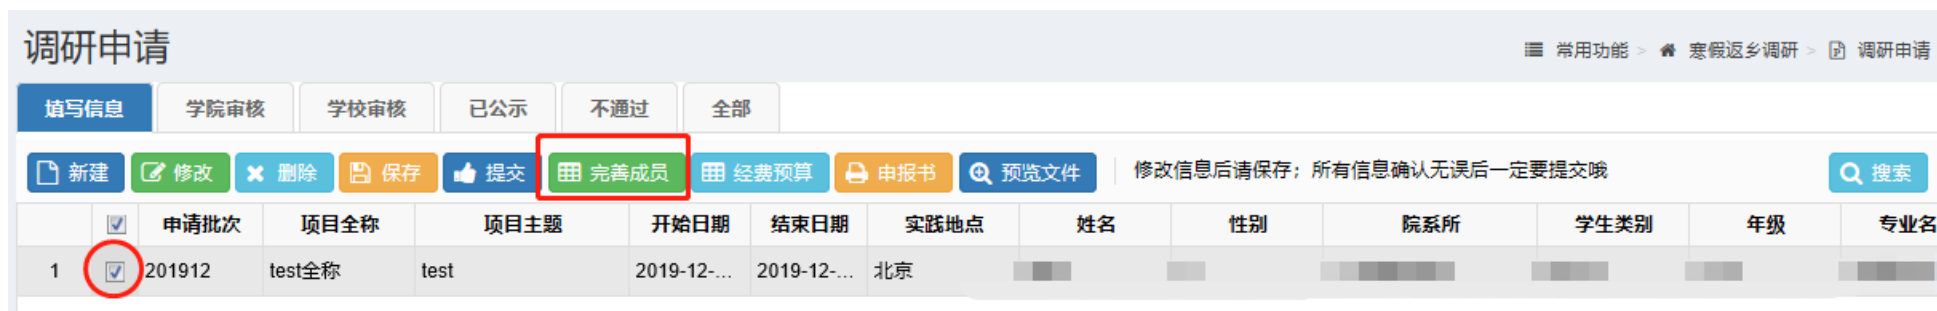 调研申请
常用功能 > 寒假返乡调研 > 调研申请
填写信息 学院审核 学校审核 已公示 不通过 全部
新建 修改 删除 保存 提交 完善成员 经费预算 申报书 预览文件 修改信息后请保存；所有信息确认无误后一定要提交哦 搜索
申请批次 项目全称 项目主题 开始日期 结束日期 实践地点 姓名 性别 院系所 学生类别 年级 专业名
1 201912 test全称 test 2019-12-... 2019-12-... 北京